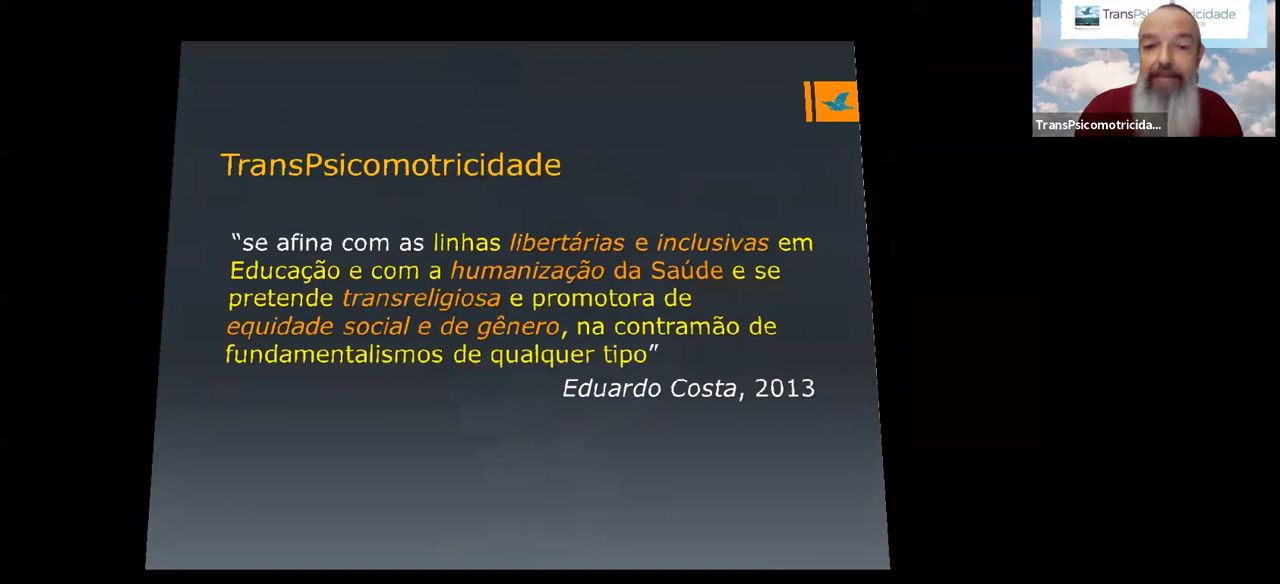 TransPsicomotricidade
“se afina com as linhas libertárias e inclusivas em
Educação e com a humanização da Saúde e se
pretende transreligiosa e promotora de
equidade social e de gênero, na contramão de
fundamentalismos de qualquer tipo”
Eduardo Costa, 2013
TransPsicomotricida...